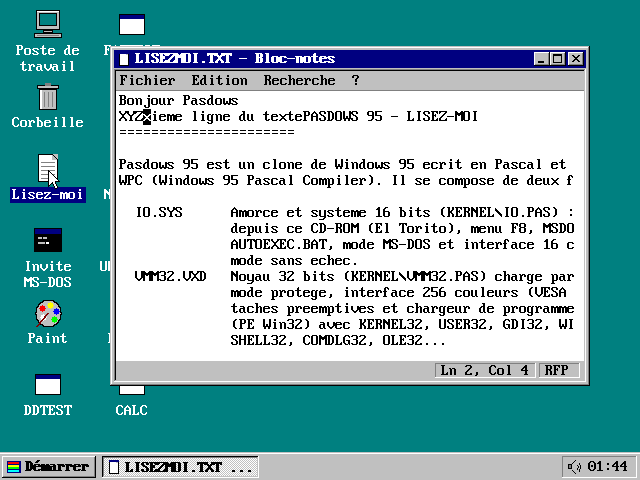 Poste de
travail
Corbeille
Lisez-moi
Invite
MS-DOS
Paint
DDTEST
CALC
LISEZMOI.TXT - Bloc-notes
Fichier Edition Recherche ?
Bonjour Pasdows
XYZxieme ligne du textePASDOWS 95 - LISEZ-MOI
======================
Pasdows 95 est un clone de Windows 95 ecrit en Pascal et
WPC (Windows 95 Pascal Compiler). Il se compose de deux f
IO.SYS Amorce et systeme 16 bits (KERNEL\IO.PAS) :
depuis ce CD-ROM (El Torito), menu F8, MSDO
AUTOEXEC.BAT, mode MS-DOS et interface 16 c
mode sans echec.
VMM32.VXD Noyau 32 bits (KERNEL\VMM32.PAS) charge par
mode protege, interface 256 couleurs (VESA
taches preemptives et chargeur de programme
(PE Win32) avec KERNEL32, USER32, GDI32, WI
SHELL32, COMDLG32, OLE32...
Ln 2, Col 4 RFP
Démarrer
LISEZMOI.TXT ...
01:44